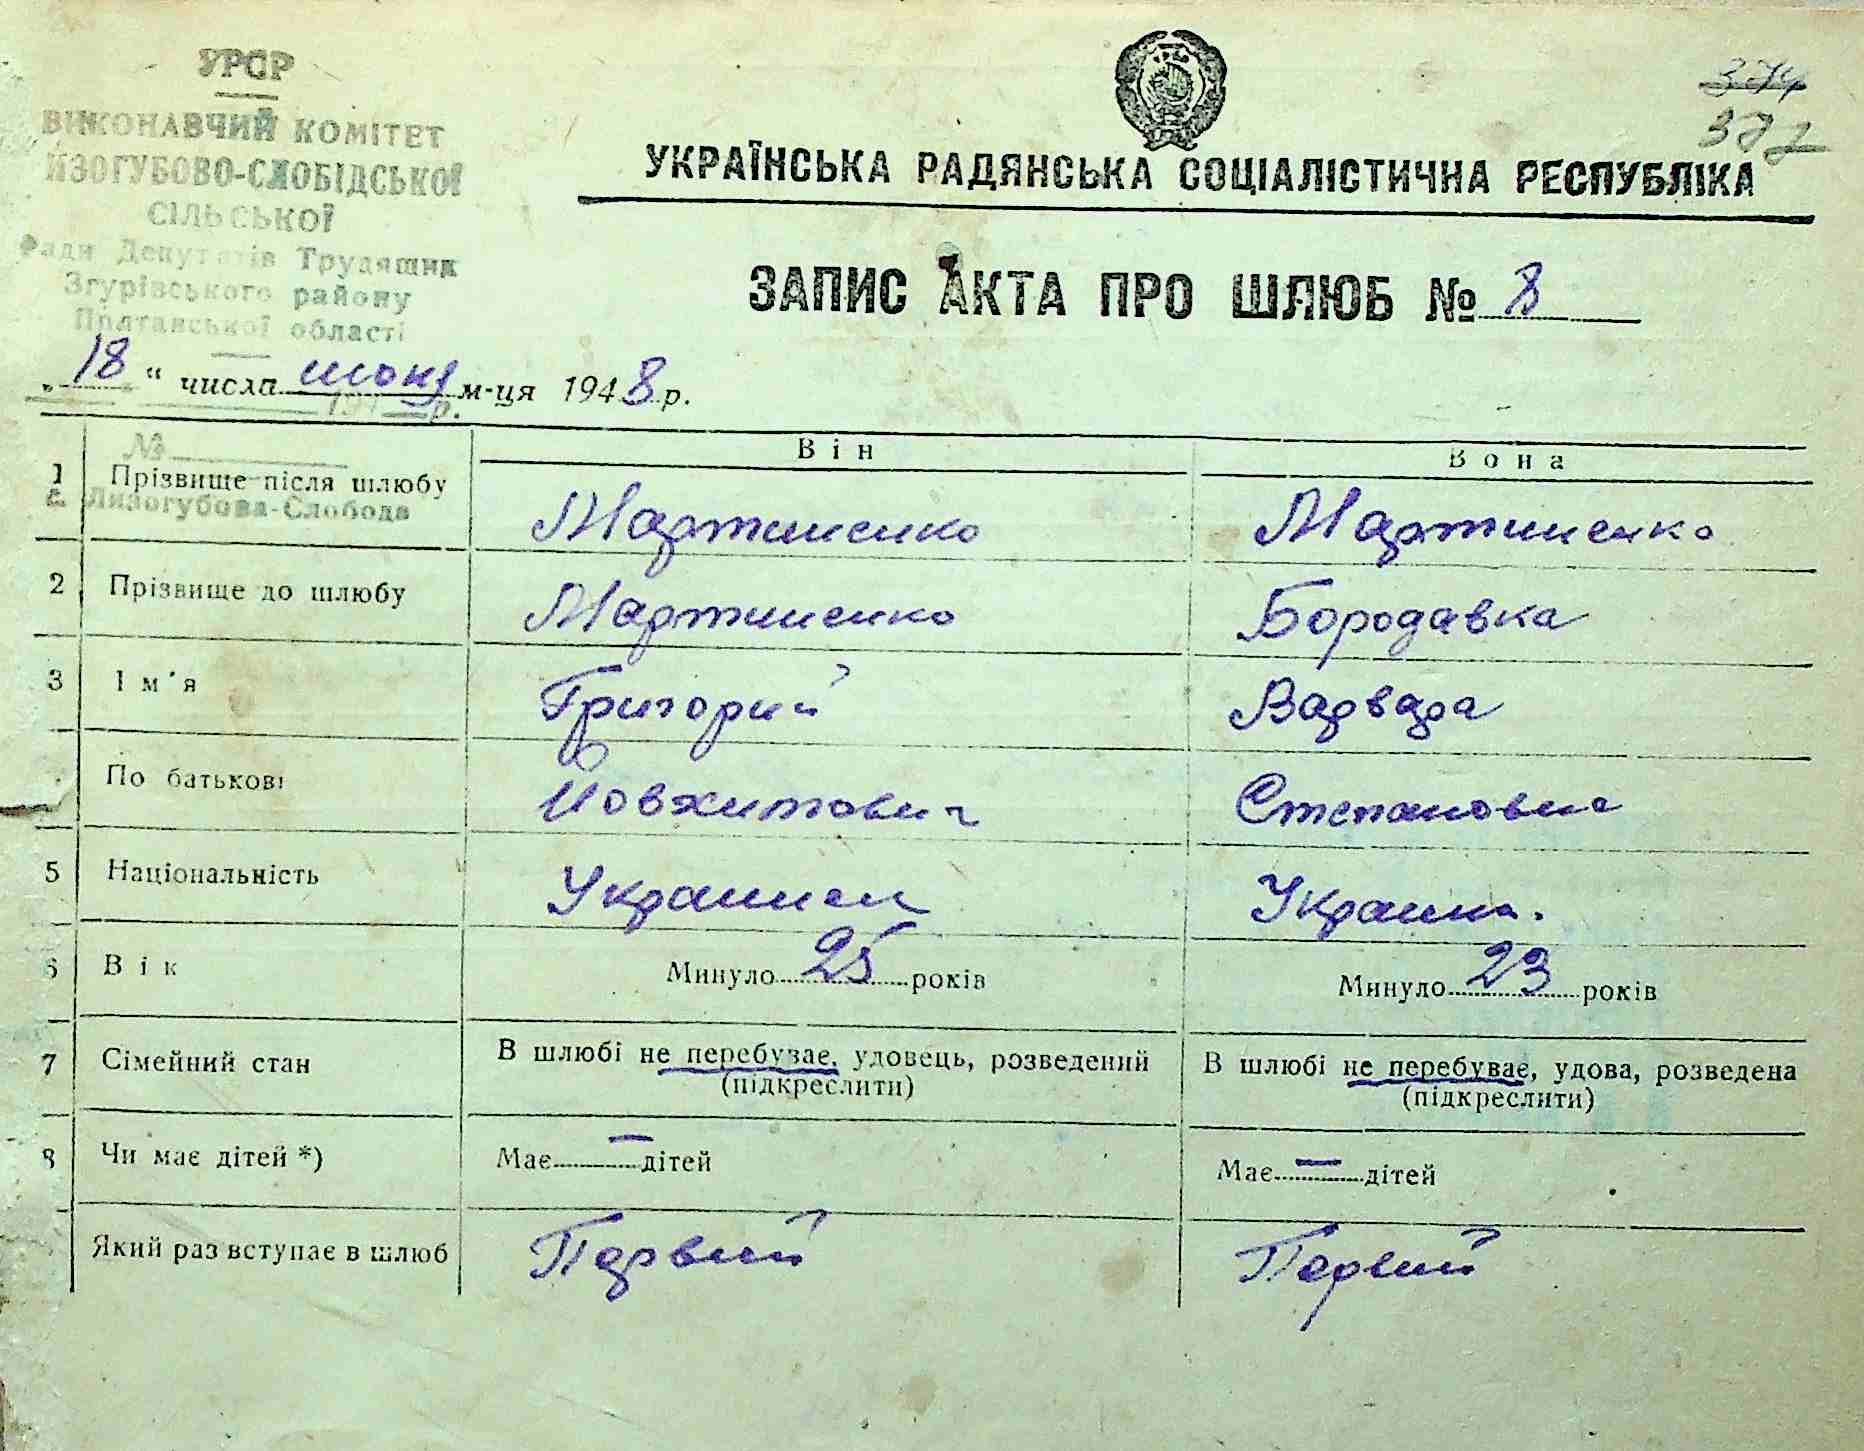 УРСР
ВИКОНАВЧИЙ КОМІТЕТ
ЛИЗОГУБОВО-СЛОБІДСЬКОЇ
СІЛЬСЬКОЇ
Ради Депутатів Трудящих
Згурівського району
Полтавської області
374
377
УКРАЇНСЬКА РАДЯНСЬКА СОЦІАЛІСТИЧНА РЕСПУБЛІКА
ЗАПИС АКТА ПРО ШЛЮБ № 8
„18“ числа июня м-ця 1948 р.
194 р.
№
с. Лизогубова-Слобода
Він Вона
1 Прізвище після шлюбу Мартиненко Мартиненко
2 Прізвище до шлюбу Мартиненко Бородавка
3 Ім'я Григорий Варвара
По батькові Йовхимович Степановна
5 Національність Украинец Украинк.
6 Вік Минуло 25 років Минуло 23 років
7 Сімейний стан В шлюбі не перебуває, удовець, розведений В шлюбі не перебуває, удова, розведена
(підкреслити) (підкреслити)
8 Чи має дітей *) Має — дітей Має — дітей
Який раз вступає в шлюб Первий Первий